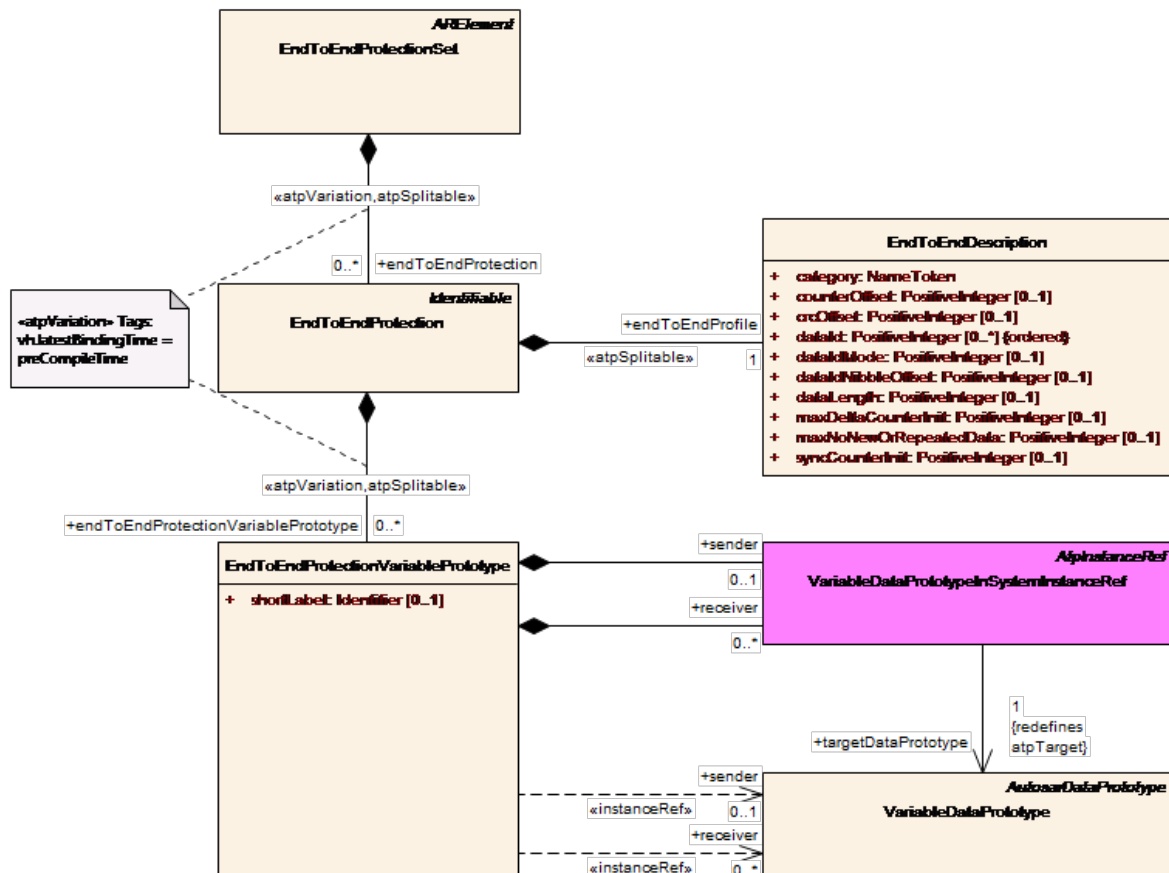 ARElement
EndToEndProtectionSet
«atpVariation,atpSplitable»
0..*
+endToEndProtection
«atpVariation» Tags:
vh.latestBindingTime =
preCompileTime
Identifiable
EndToEndProtection
+endToEndProfile
«atpSplitable»
1
EndToEndDescription
+ category: NameToken
+ counterOffset: PositiveInteger [0..1]
+ crcOffset: PositiveInteger [0..1]
+ dataId: PositiveInteger [0..*] {ordered}
+ dataIdMode: PositiveInteger [0..1]
+ dataIdNibbleOffset: PositiveInteger [0..1]
+ dataLength: PositiveInteger [0..1]
+ maxDeltaCounterInit: PositiveInteger [0..1]
+ maxNoNewOrRepeatedData: PositiveInteger [0..1]
+ syncCounterInit: PositiveInteger [0..1]
«atpVariation,atpSplitable»
+endToEndProtectionVariablePrototype
0..*
EndToEndProtectionVariablePrototype
+ shortLabel: Identifier [0..1]
+sender
0..1
+receiver
0..*
AtpInstanceRef
VariableDataPrototypeInSystemInstanceRef
+targetDataPrototype
1
{redefines
atpTarget}
+sender
«instanceRef»
0..1
+receiver
«instanceRef»
0..*
AutosarDataPrototype
VariableDataPrototype